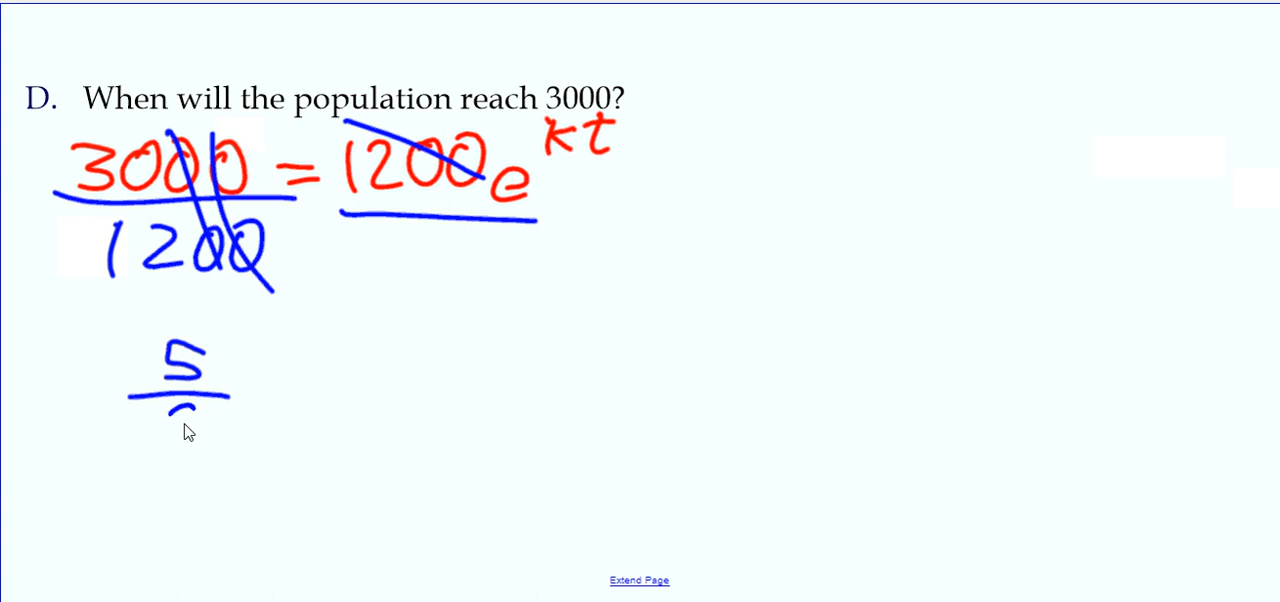 D. When will the population reach 3000?
3000 = 1200e^kt
1200
5
Extend Page